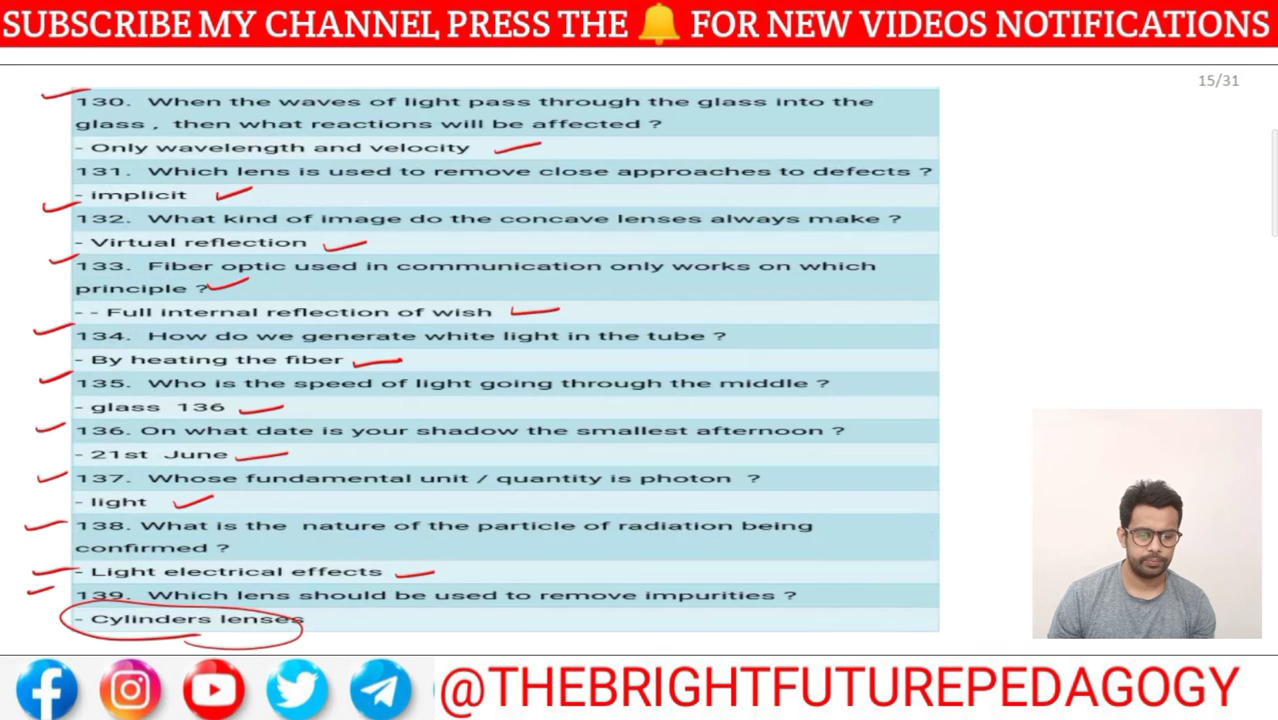 SUBSCRIBE MY CHANNEL PRESS THE 🔔 FOR NEW VIDEOS NOTIFICATIONS
15/31
130. When the waves of light pass through the glass into the
glass , then what reactions will be affected ?
- Only wavelength and velocity
131. Which lens is used to remove close approaches to defects ?
- implicit
132. What kind of image do the concave lenses always make ?
- Virtual reflection
133. Fiber optic used in communication only works on which
principle ?
- - Full internal reflection of wish
134. How do we generate white light in the tube ?
- By heating the fiber
135. Who is the speed of light going through the middle ?
- glass 136
136. On what date is your shadow the smallest afternoon ?
- 21st June
137. Whose fundamental unit / quantity is photon ?
- light
138. What is the nature of the particle of radiation being
confirmed ?
- Light electrical effects
139. Which lens should be used to remove impurities ?
- Cylinders lenses
@THEBRIGHTFUTUREPEDAGOGY